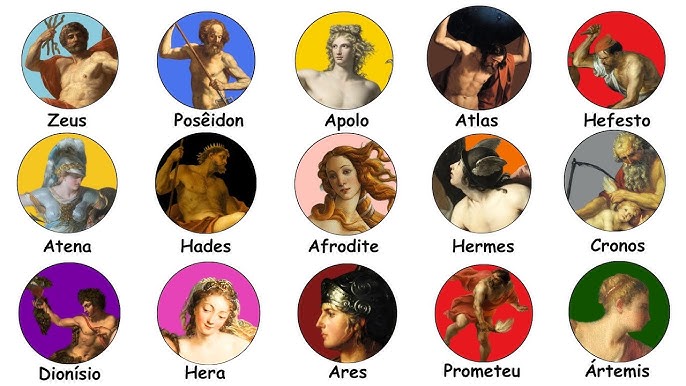 Zeus
Posêidon
Apolo
Atlas
Hefesto
Atena
Hades
Afrodite
Hermes
Cronos
Dionísio
Hera
Ares
Prometeu
Ártemis